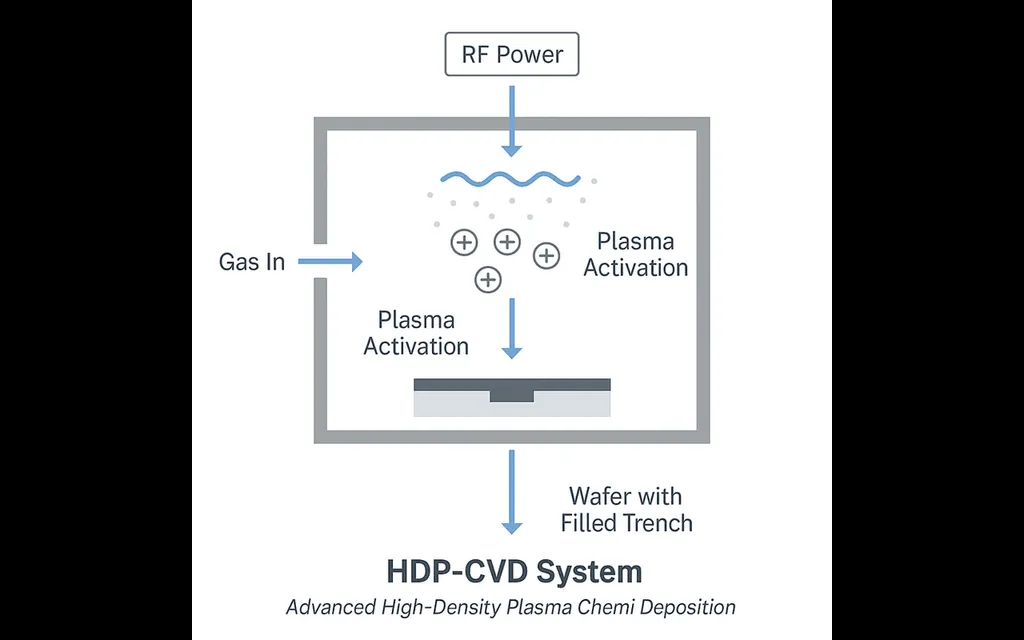 RF Power
Gas In
Plasma
Activation
Plasma
Activation
Wafer with
Filled Trench
HDP-CVD System
Advanced High-Density Plasma Chemi Deposition